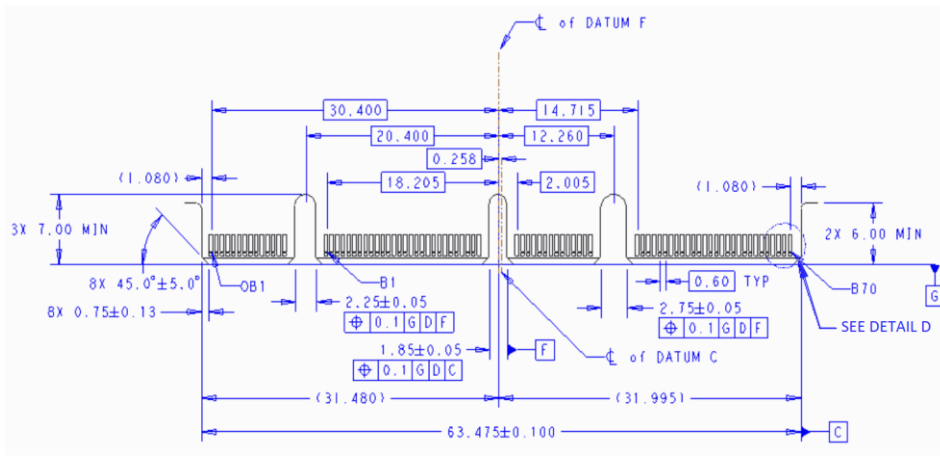 ℄ of DATUM F
30.400
14.715
20.400
12.260
0.258
(1.080)
18.205
2.005
(1.080)
3X 7.00 MIN
2X 6.00 MIN
8X 45.0°±5.0°
OB1
B1
0.60 TYP
B70
G
8X 0.75±0.13
2.25±0.05
2.75±0.05
SEE DETAIL D
⌖ 0.1 G D F
⌖ 0.1 G D F
1.85±0.05
F
℄ of DATUM C
⌖ 0.1 G D C
(31.480)
(31.995)
63.475±0.100
C